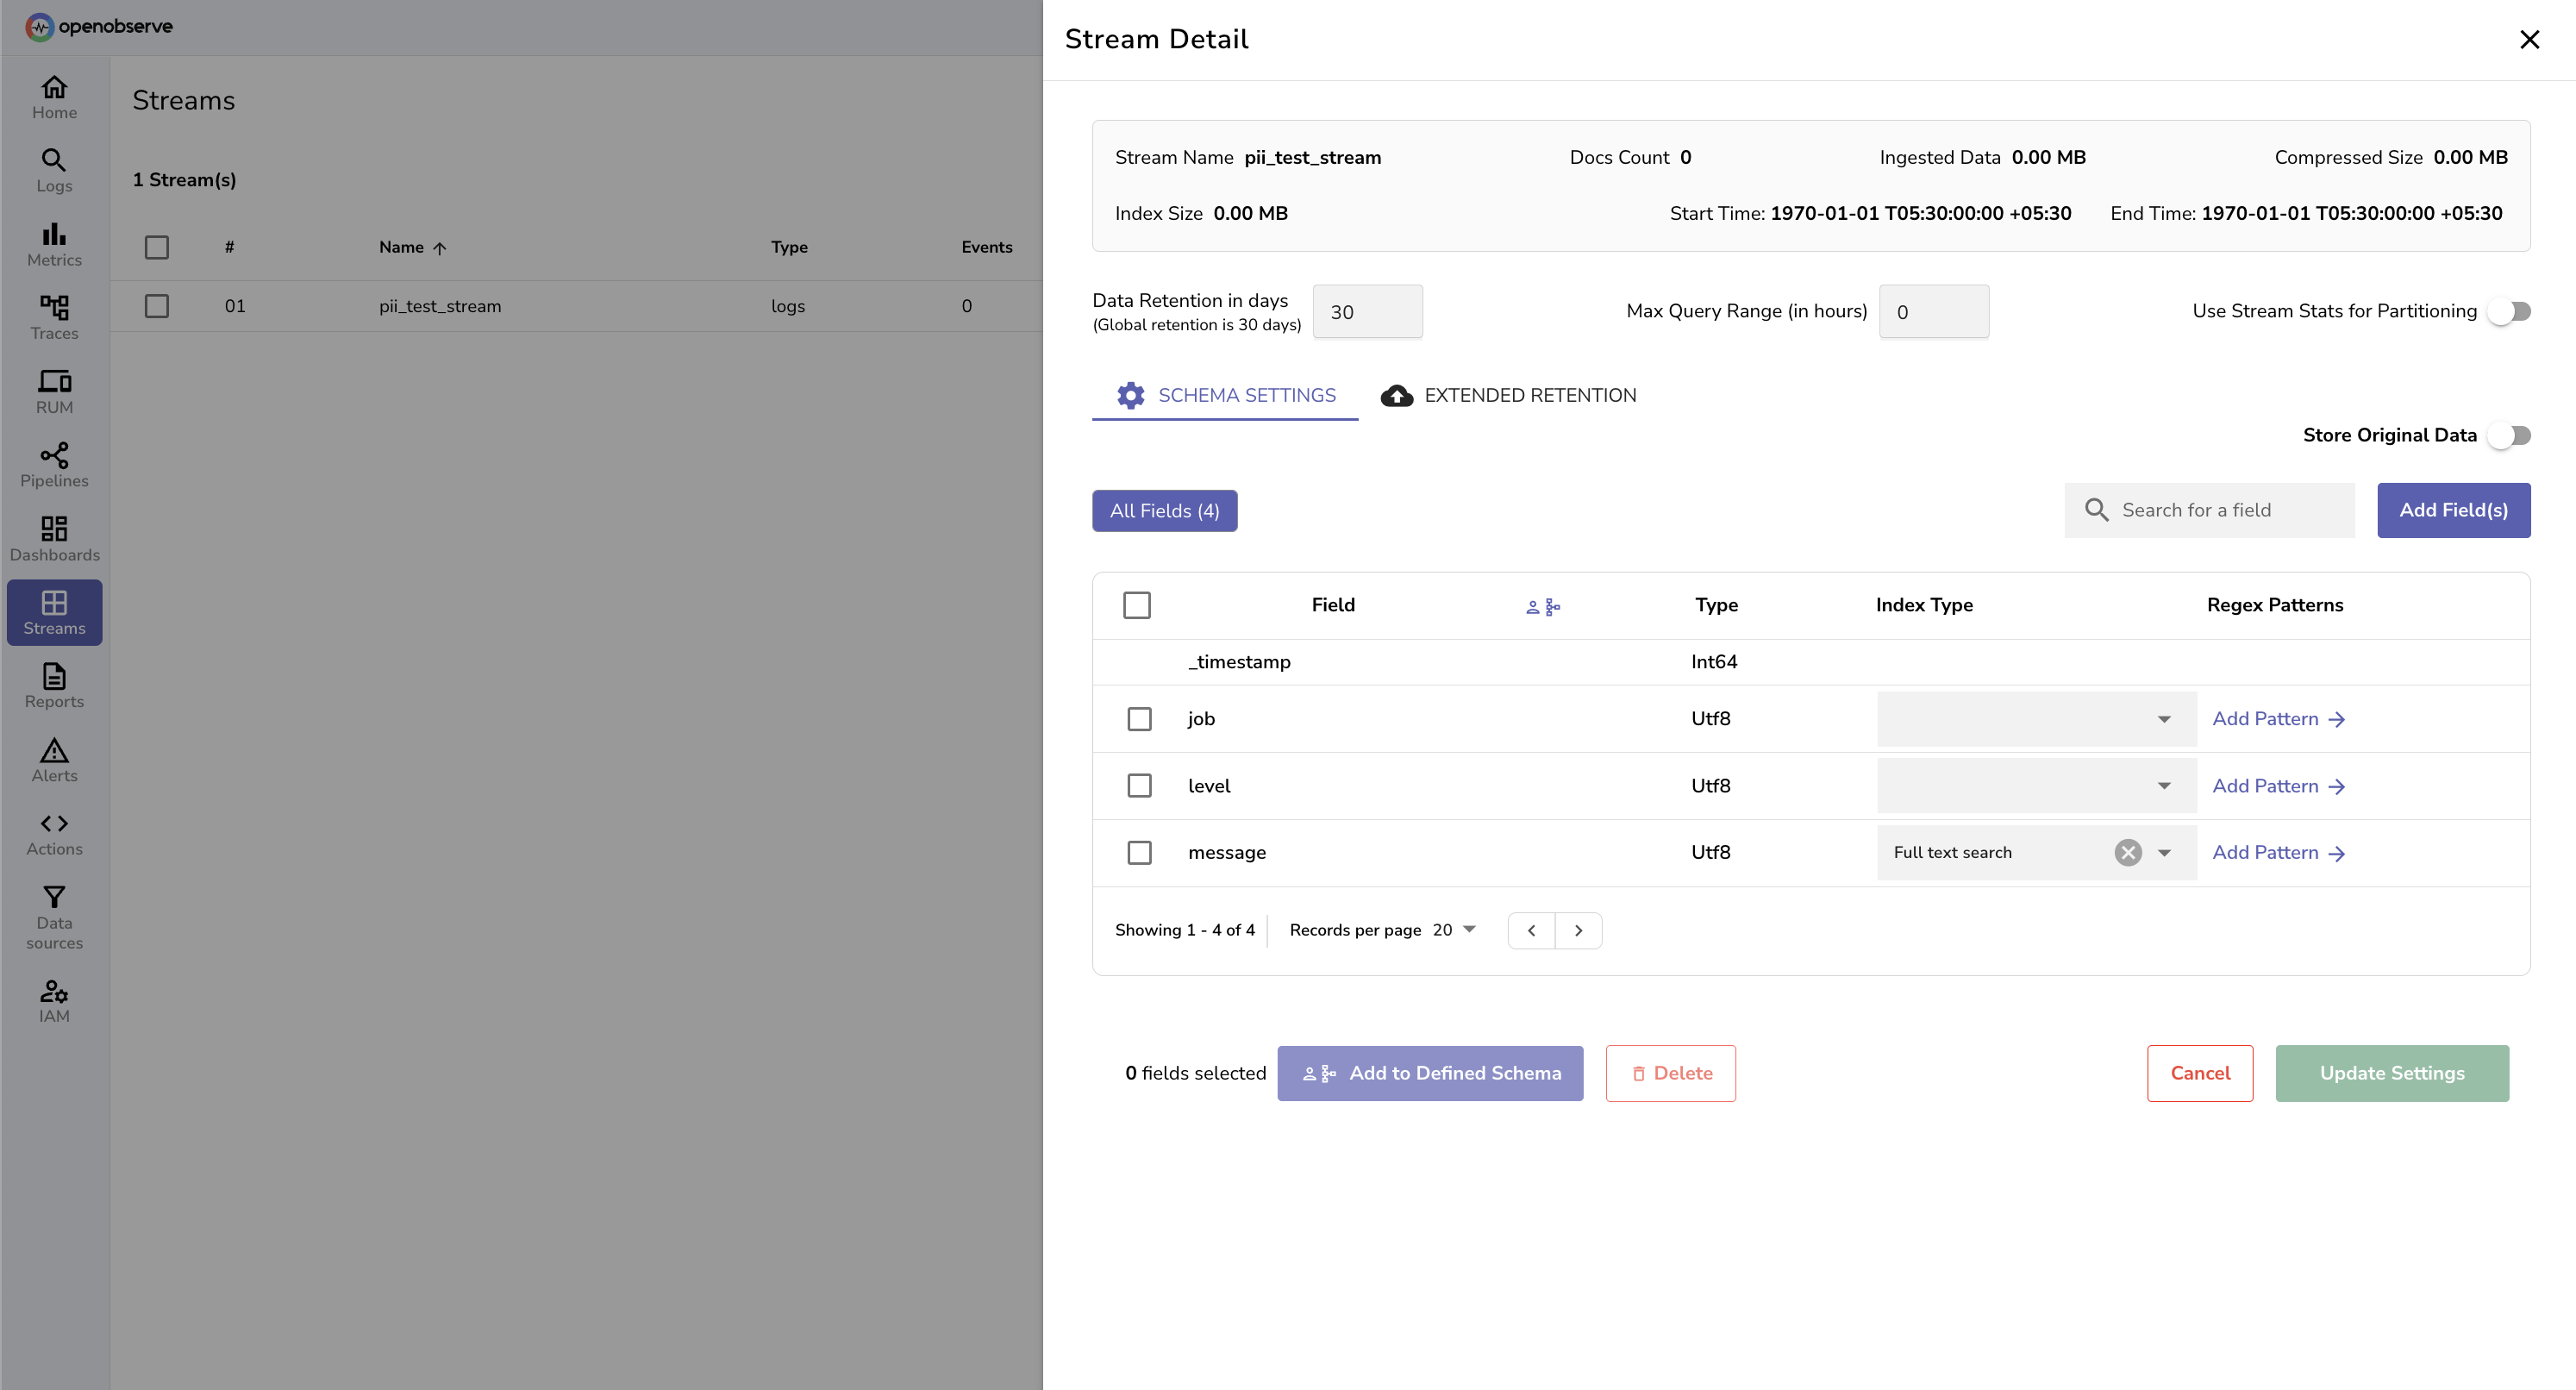 openobserve
Home
Logs
Metrics
Traces
RUM
Pipelines
Dashboards
Streams
Reports
Alerts
Actions
Data
sources
IAM
Streams
1 Stream(s)
# Name Type Events
01 pii_test_stream logs 0
Stream Detail
Stream Name pii_test_stream Docs Count 0 Ingested Data 0.00 MB Compressed Size 0.00 MB
Index Size 0.00 MB Start Time: 1970-01-01 T05:30:00:00 +05:30 End Time: 1970-01-01 T05:30:00:00 +05:30
Data Retention in days
(Global retention is 30 days)
30
Max Query Range (in hours) 0
Use Stream Stats for Partitioning
SCHEMA SETTINGS EXTENDED RETENTION
Store Original Data
All Fields (4) Search for a field Add Field(s)
Field Type Index Type Regex Patterns
_timestamp Int64
job Utf8 Add Pattern
level Utf8 Add Pattern
message Utf8 Full text search Add Pattern
Showing 1 - 4 of 4 Records per page 20
0 fields selected Add to Defined Schema Delete Cancel Update Settings